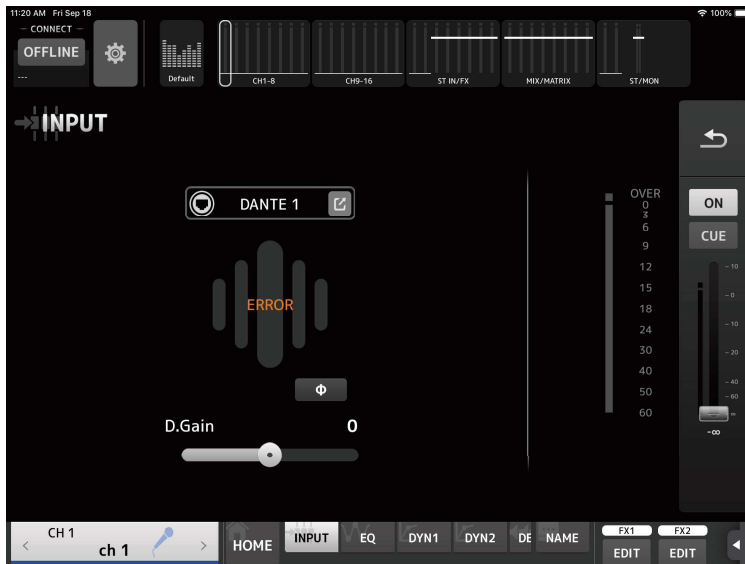 11:20 AM Fri Sep 18
100%
CONNECT
OFFLINE
---
Default
CH1-8
CH9-16
ST IN/FX
MIX/MATRIX
ST/MON
INPUT
DANTE 1
ERROR
Φ
D.Gain 0
OVER
0
3
6
9
12
15
18
24
30
40
50
60
ON
CUE
10
0
10
20
40
60
∞
-∞
CH 1
ch 1
HOME
INPUT
EQ
DYN1
DYN2
DE
NAME
FX1
EDIT
FX2
EDIT